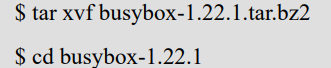 $ tar xvf busybox-1.22.1.tar.bz2
$ cd busybox-1.22.1